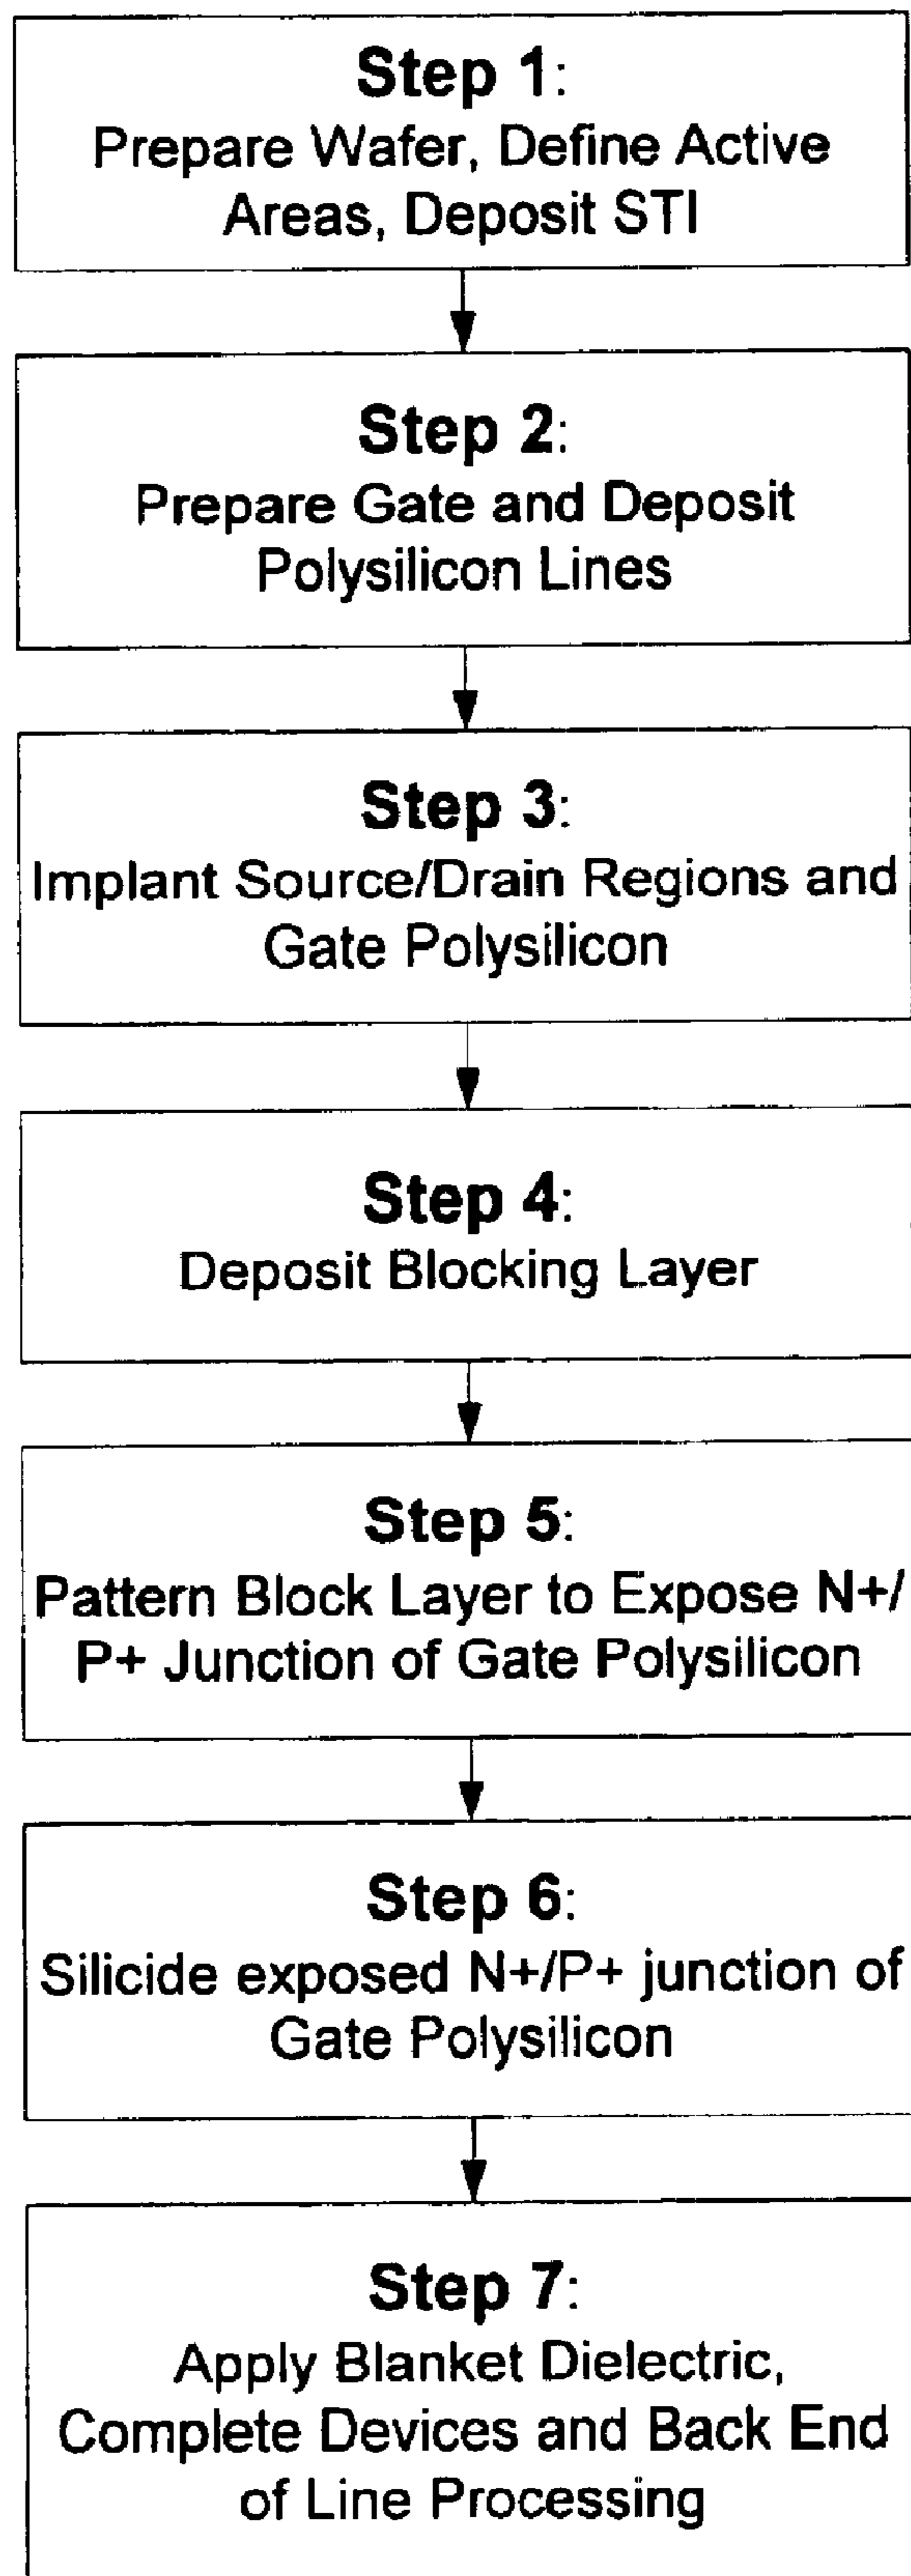 Step 1:
Prepare Wafer, Define Active
Areas, Deposit STI
Step 2:
Prepare Gate and Deposit
Polysilicon Lines
Step 3:
Implant Source/Drain Regions and
Gate Polysilicon
Step 4:
Deposit Blocking Layer
Step 5:
Pattern Block Layer to Expose N+/
P+ Junction of Gate Polysilicon
Step 6:
Silicide exposed N+/P+ junction of
Gate Polysilicon
Step 7:
Apply Blanket Dielectric,
Complete Devices and Back End
of Line Processing